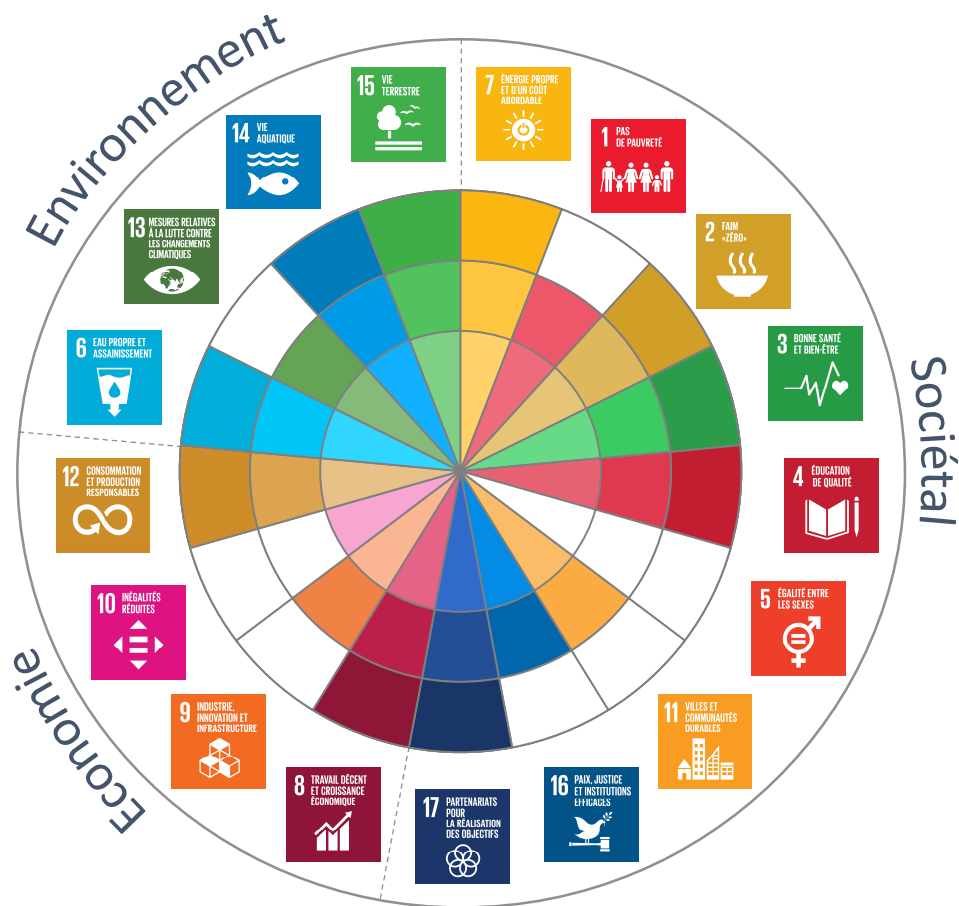 Environnement
15 VIE
TERRESTRE
7 ÉNERGIE PROPRE
ET D'UN COÛT
ABORDABLE
14 VIE
AQUATIQUE
1 PAS
DE PAUVRETÉ
13 MESURES RELATIVES
À LA LUTTE CONTRE
LES CHANGEMENTS
CLIMATIQUES
2 FAIM
«ZÉRO»
6 EAU PROPRE ET
ASSAINISSEMENT
3 BONNE SANTÉ
ET BIEN-ÊTRE
Sociétal
12 CONSOMMATION
ET PRODUCTION
RESPONSABLES
4 ÉDUCATION
DE QUALITÉ
10 INÉGALITÉS
RÉDUITES
5 ÉGALITÉ ENTRE
LES SEXES
Economie
9 INDUSTRIE,
INNOVATION ET
INFRASTRUCTURE
11 VILLES ET
COMMUNAUTÉS
DURABLES
8 TRAVAIL DÉCENT
ET CROISSANCE
ÉCONOMIQUE
17 PARTENARIATS
POUR
LA RÉALISATION
DES OBJECTIFS
16 PAIX, JUSTICE
ET INSTITUTIONS
EFFICACES